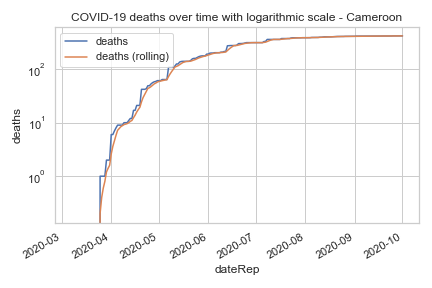 COVID-19 deaths over time with logarithmic scale - Cameroon
deaths
deaths (rolling)
10²
10¹
10⁰
deaths
2020-03
2020-04
2020-05
2020-06
2020-07
2020-08
2020-09
2020-10
dateRep